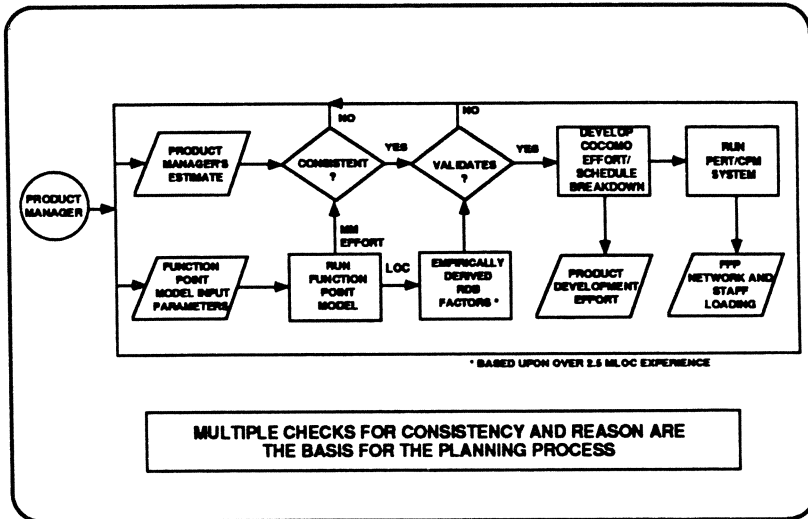 NO
NO
PRODUCT
MANAGER'S
ESTIMATE
CONSISTENT
?
YES
VALIDATES
?
YES
DEVELOP
COCOMO
EFFORT/
SCHEDULE
BREAKDOWN
RUN
PERT/CPM
SYSTEM
PRODUCT
MANAGER
MM
EFFORT
FUNCTION
POINT
MODEL INPUT
PARAMETERS
RUN
FUNCTION
POINT
MODEL
LOC
EMPIRICALLY
DERIVED
RDB
FACTORS *
PRODUCT
DEVELOPMENT
EFFORT
PPP
NETWORK AND
STAFF
LOADING
* BASED UPON OVER 2.5 MLOC EXPERIENCE
MULTIPLE CHECKS FOR CONSISTENCY AND REASON ARE
THE BASIS FOR THE PLANNING PROCESS